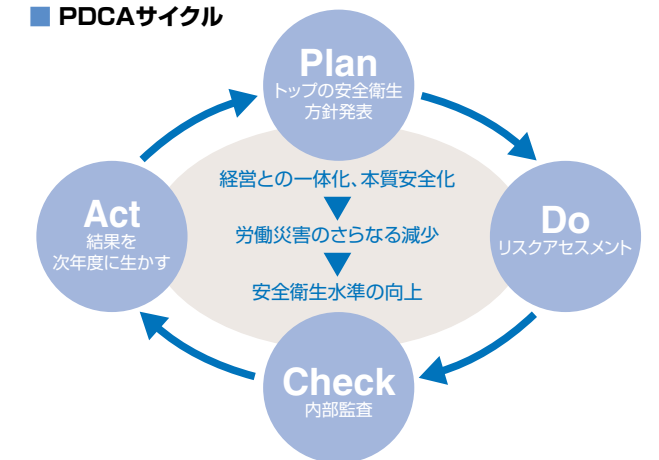 PDCAサイクル
Plan
トップの安全衛生
方針発表
Do
リスクアセスメント
Check
内部監査
Act
結果を
次年度に生かす
経営との一体化、本質安全化
労働災害のさらなる減少
安全衛生水準の向上